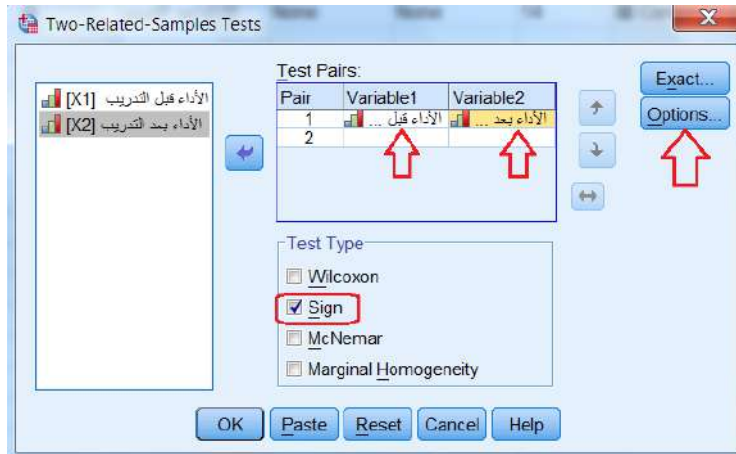 Two-Related-Samples Tests
الأداء قبل التدريب [X1]
الأداء بعد التدريب [X2]
Test Pairs:
Pair Variable1 Variable2
1 الأداء قبل ... الأداء بعد ...
2
Exact...
Options...
Test Type
Wilcoxon
Sign
McNemar
Marginal Homogeneity
OK Paste Reset Cancel Help